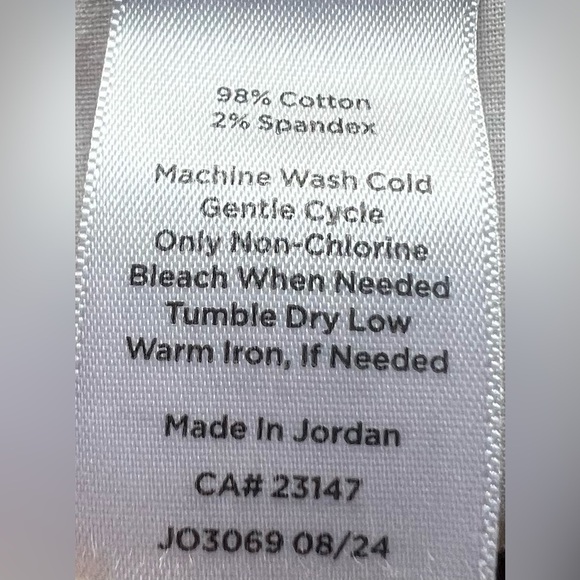 98% Cotton
2% Spandex
Machine Wash Cold
Gentle Cycle
Only Non-Chlorine
Bleach When Needed
Tumble Dry Low
Warm Iron, If Needed
Made In Jordan
CA# 23147
JO3069 08/24